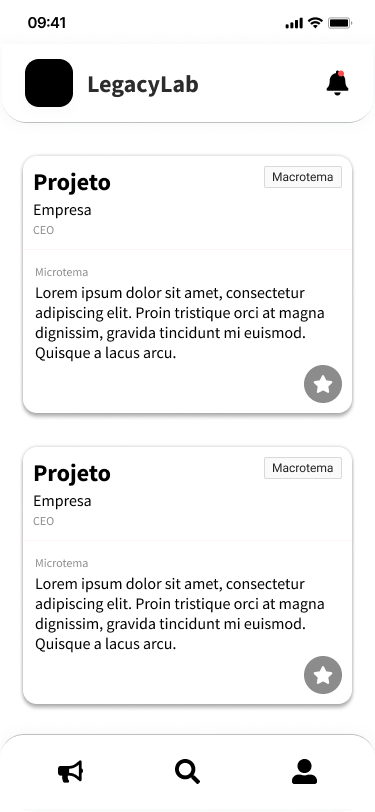 09:41
LegacyLab
Projeto
Macrotema
Empresa
CEO
Microtema
Lorem ipsum dolor sit amet, consectetur
adipiscing elit. Proin tristique orci at magna
dignissim, gravida tincidunt mi euismod.
Quisque a lacus arcu.
Projeto
Macrotema
Empresa
CEO
Microtema
Lorem ipsum dolor sit amet, consectetur
adipiscing elit. Proin tristique orci at magna
dignissim, gravida tincidunt mi euismod.
Quisque a lacus arcu.